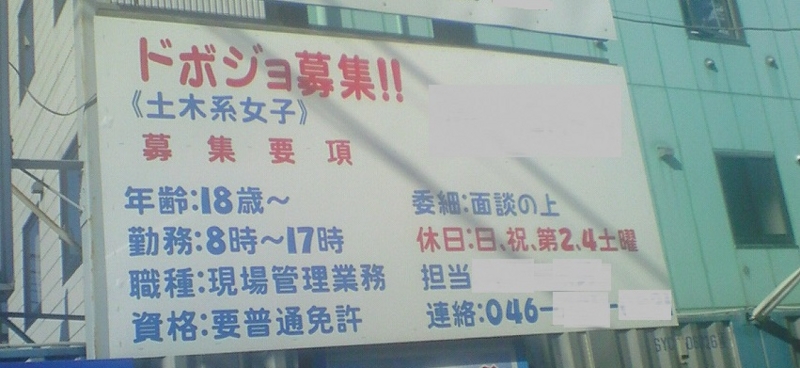 ドボジョ募集!!
《土木系女子》
募集要項
年齢:18歳～
勤務:8時～17時
職種:現場管理業務
資格:要普通免許
委細:面談の上
休日:日、祝、第2.4土曜
担当
連絡:046-